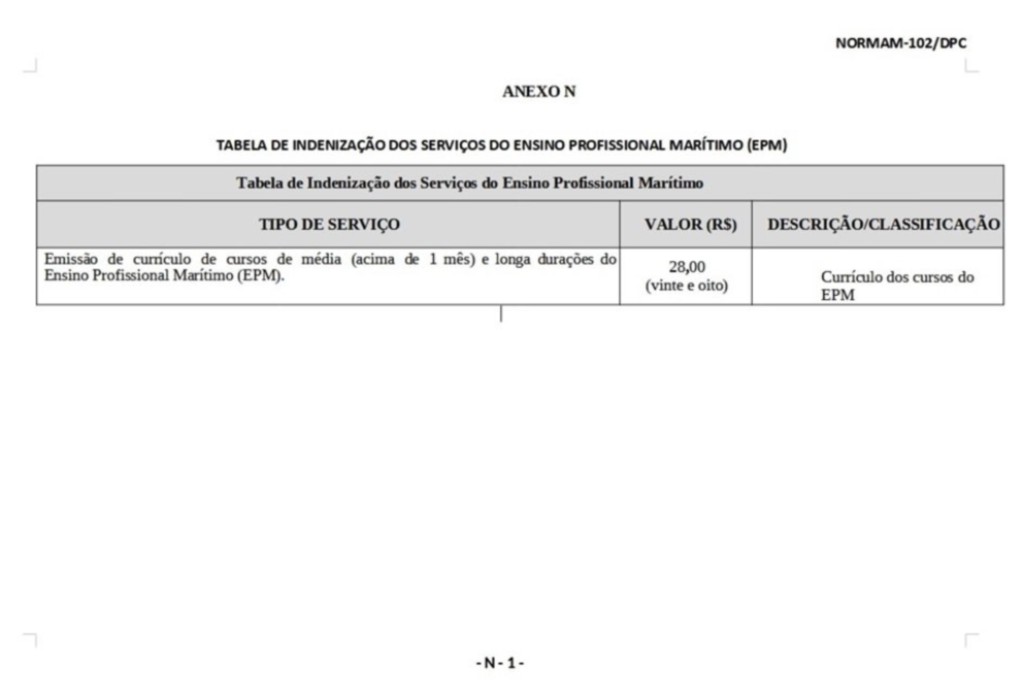 NORMAM-102/DPC
ANEXO N
TABELA DE INDENIZAÇÃO DOS SERVIÇOS DO ENSINO PROFISSIONAL MARÍTIMO (EPM)
Tabela de Indenização dos Serviços do Ensino Profissional Marítimo
TIPO DE SERVIÇO VALOR (R$) DESCRIÇÃO/CLASSIFICAÇÃO
Emissão de currículo de cursos de média (acima de 1 mês) e longa durações do
Ensino Profissional Marítimo (EPM).
28,00
(vinte e oito)
Currículo dos cursos do
EPM
- N - 1 -